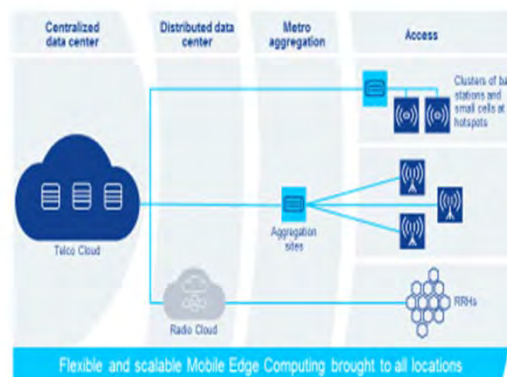 Centralized
data center
Distributed data
center
Metro
aggregation
Access
Clusters of ba
stations and
small cells at
hotspots
Telco Cloud
Aggregation
sites
Radio Cloud
RRHs
Flexible and scalable Mobile Edge Computing brought to all locations